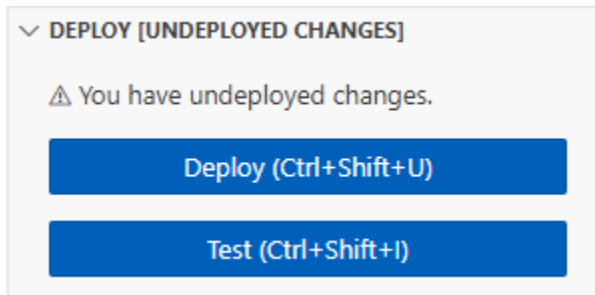 DEPLOY [UNDEPLOYED CHANGES]
⚠ You have undeployed changes.
Deploy (Ctrl+Shift+U)
Test (Ctrl+Shift+I)